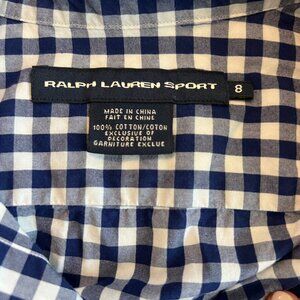 RALPH LAUREN SPORT 8
MADE IN CHINA
FAIT EN CHINE
100% COTTON/COTON
EXCLUSIVE OF
DECORATION
GARNITURE EXCLUE